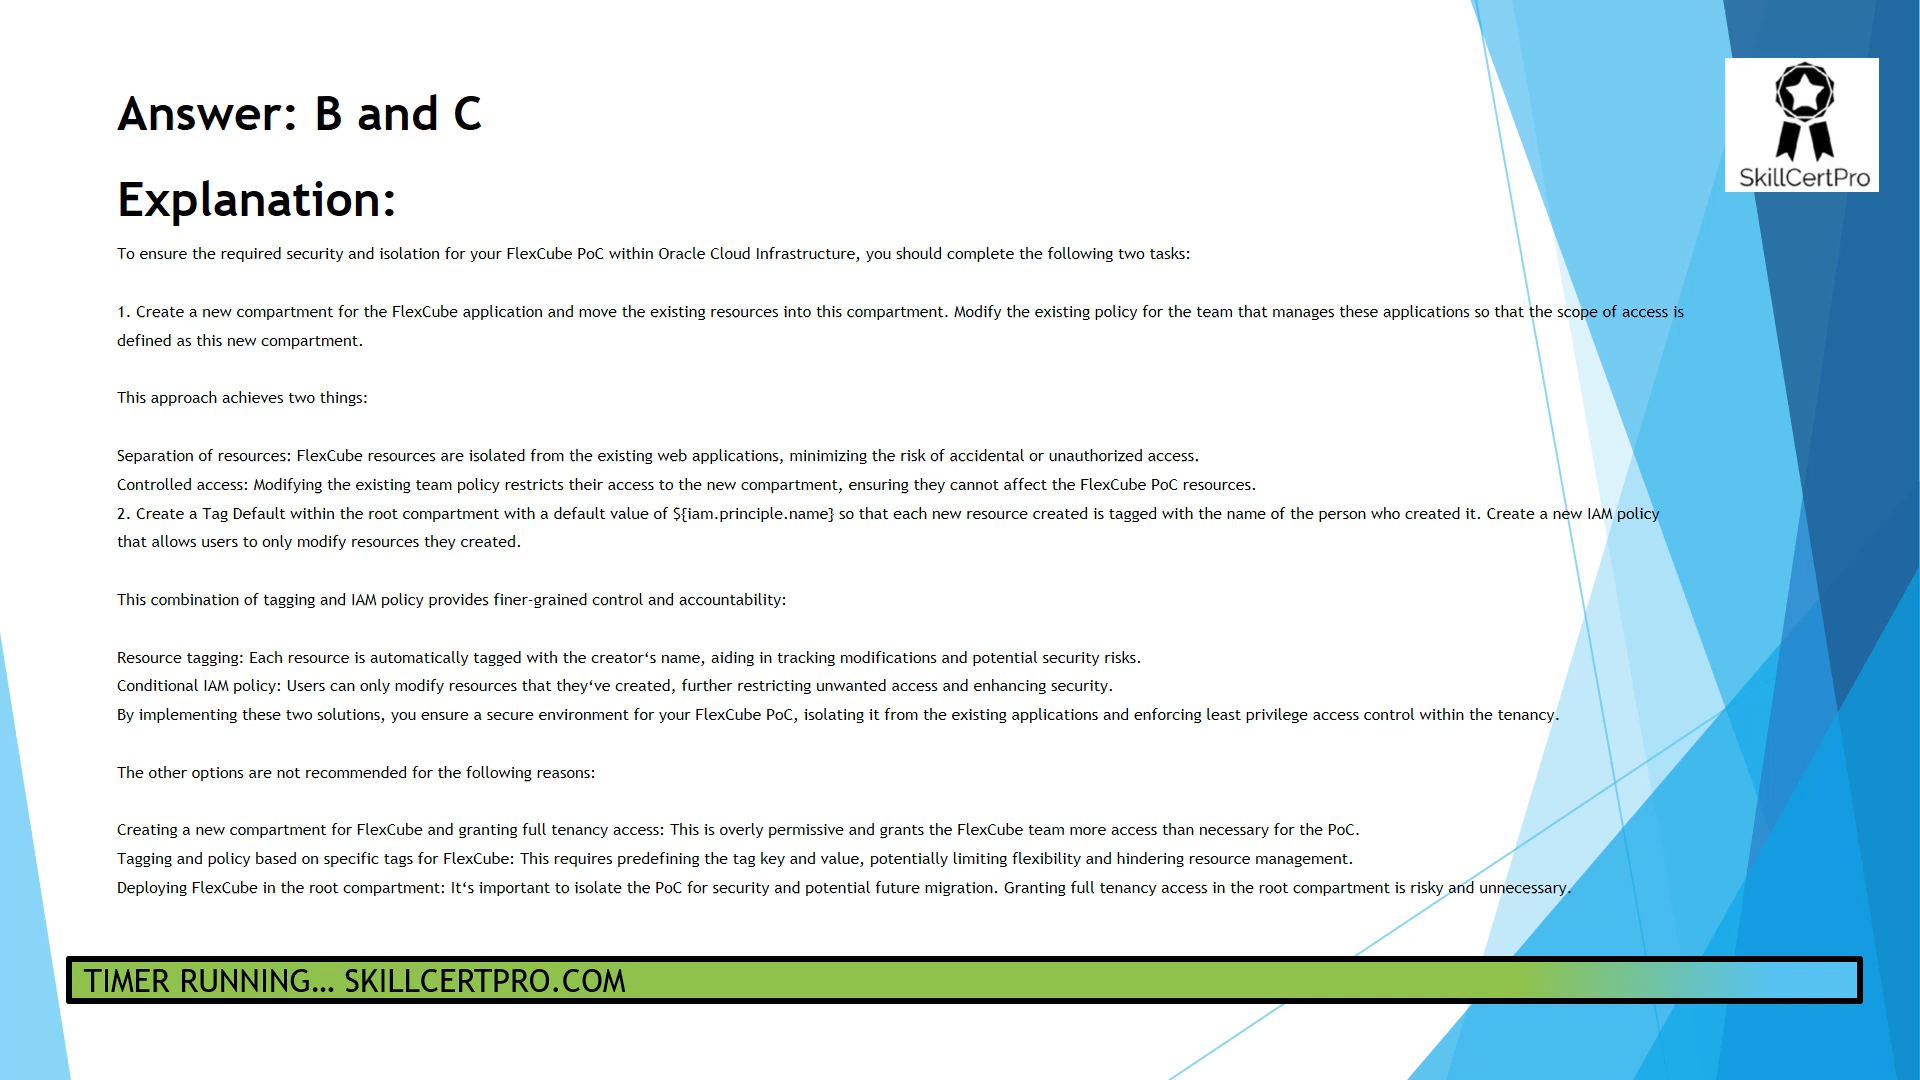 Answer: B and C
SkillCertPro
Explanation:
To ensure the required security and isolation for your FlexCube PoC within Oracle Cloud Infrastructure, you should complete the following two tasks:
1. Create a new compartment for the FlexCube application and move the existing resources into this compartment. Modify the existing policy for the team that manages these applications so that the scope of access is
defined as this new compartment.
This approach achieves two things:
Separation of resources: FlexCube resources are isolated from the existing web applications, minimizing the risk of accidental or unauthorized access.
Controlled access: Modifying the existing team policy restricts their access to the new compartment, ensuring they cannot affect the FlexCube PoC resources.
2. Create a Tag Default within the root compartment with a default value of ${iam.principle.name} so that each new resource created is tagged with the name of the person who created it. Create a new IAM policy
that allows users to only modify resources they created.
This combination of tagging and IAM policy provides finer-grained control and accountability:
Resource tagging: Each resource is automatically tagged with the creator‘s name, aiding in tracking modifications and potential security risks.
Conditional IAM policy: Users can only modify resources that they‘ve created, further restricting unwanted access and enhancing security.
By implementing these two solutions, you ensure a secure environment for your FlexCube PoC, isolating it from the existing applications and enforcing least privilege access control within the tenancy.
The other options are not recommended for the following reasons:
Creating a new compartment for FlexCube and granting full tenancy access: This is overly permissive and grants the FlexCube team more access than necessary for the PoC.
Tagging and policy based on specific tags for FlexCube: This requires predefining the tag key and value, potentially limiting flexibility and hindering resource management.
Deploying FlexCube in the root compartment: It‘s important to isolate the PoC for security and potential future migration. Granting full tenancy access in the root compartment is risky and unnecessary.
TIMER RUNNING… SKILLCERTPRO.COM